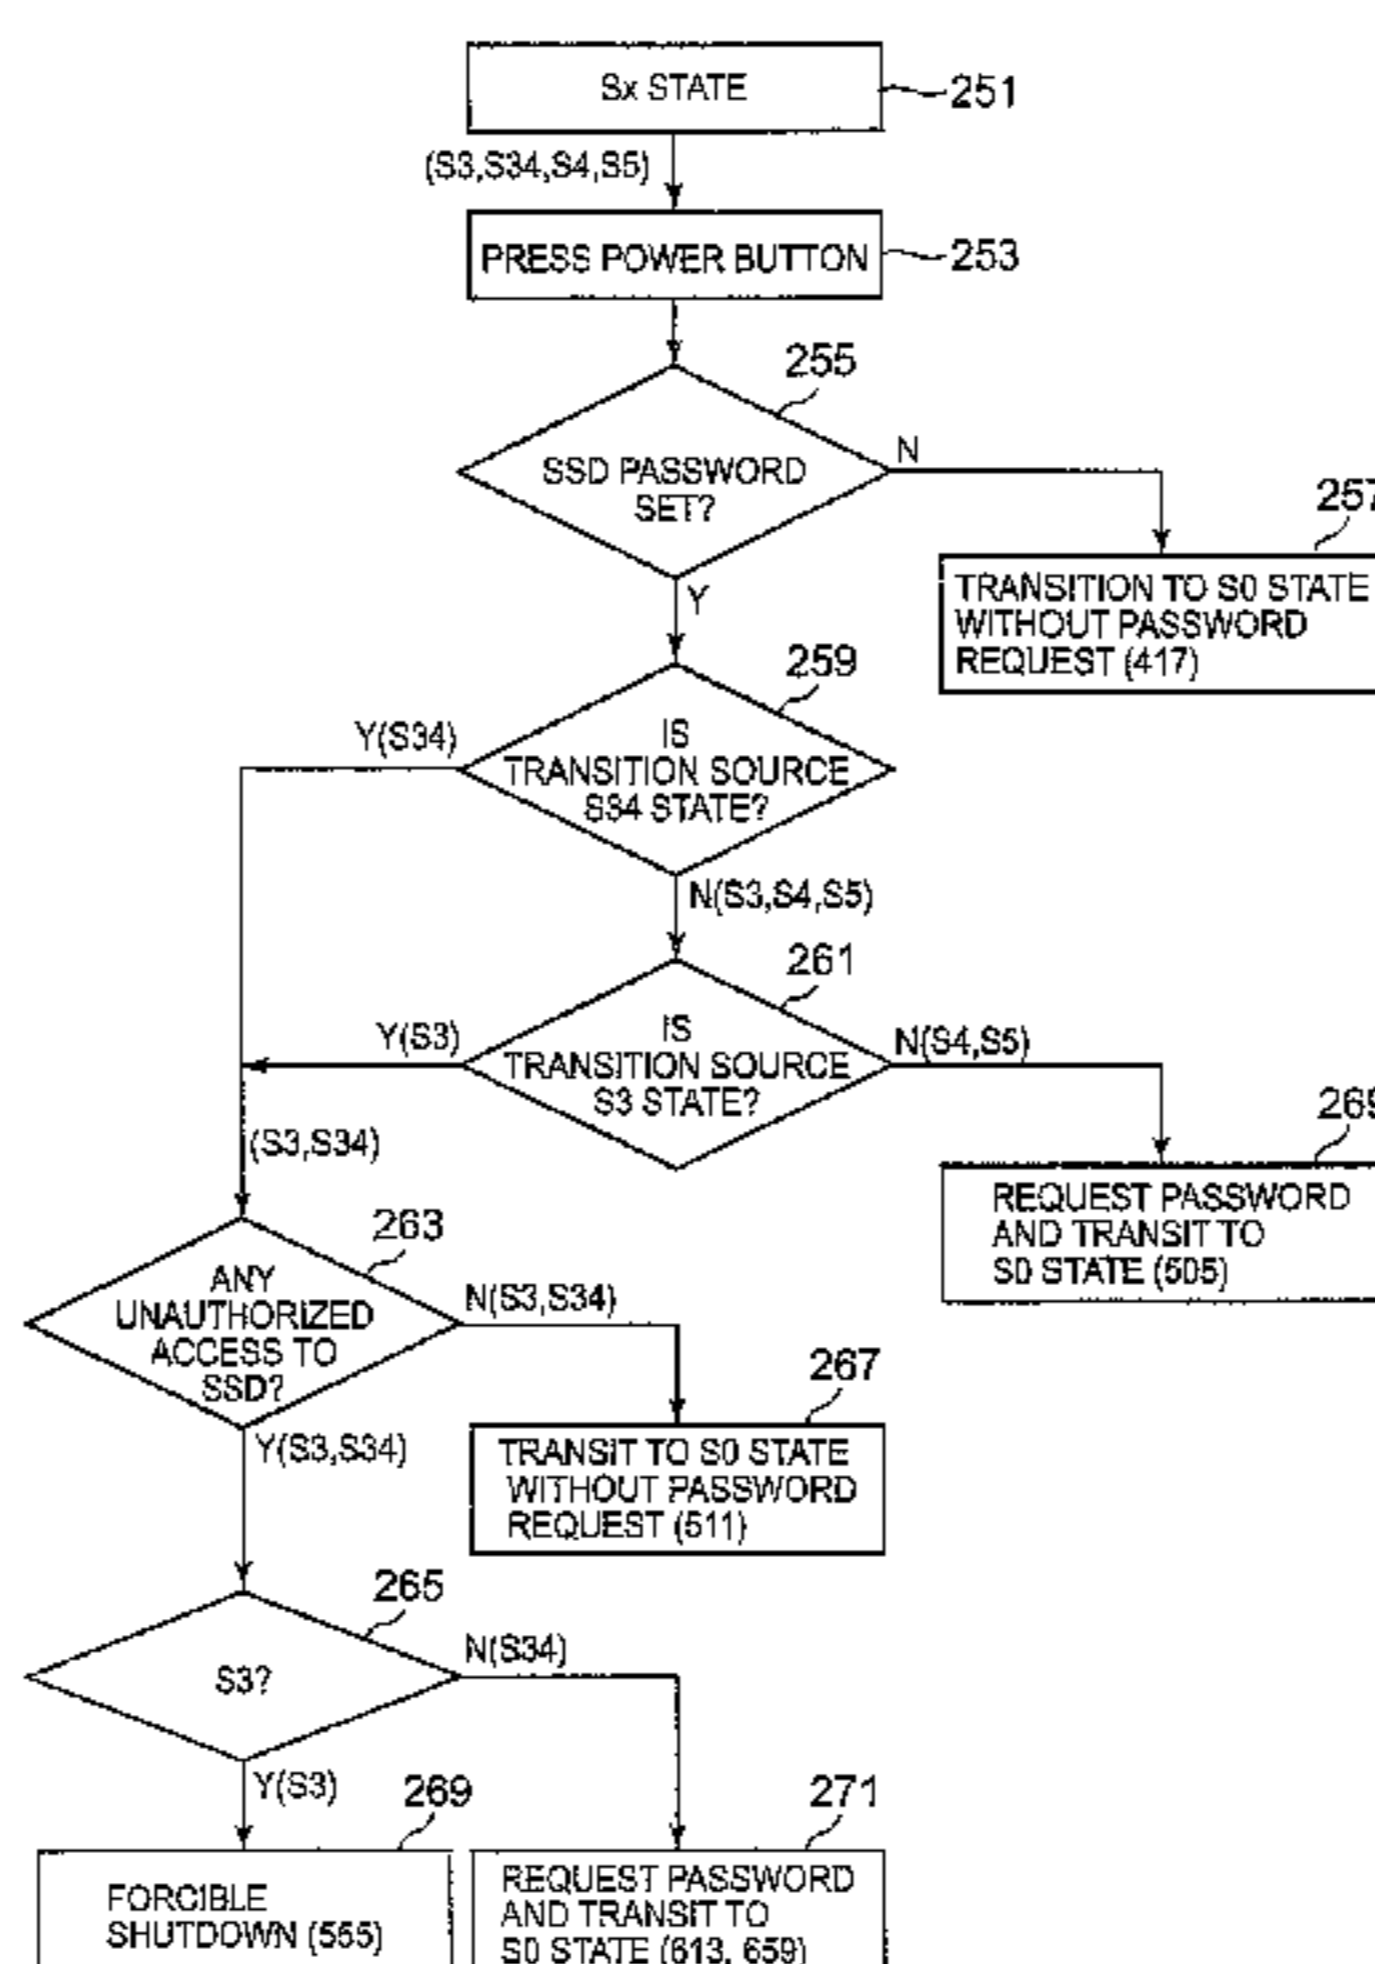 Sx STATE
251
(S3,S34,S4,S5)
PRESS POWER BUTTON
253
255
SSD PASSWORD
SET?
N
257
Y
TRANSITION TO S0 STATE
WITHOUT PASSWORD
REQUEST (417)
259
Y(S34)
IS
TRANSITION SOURCE
S34 STATE?
N(S3,S4,S5)
261
Y(S3)
IS
TRANSITION SOURCE
S3 STATE?
N(S4,S5)
269
(S3,S34)
REQUEST PASSWORD
AND TRANSIT TO
S0 STATE (505)
263
ANY
UNAUTHORIZED
ACCESS TO
SSD?
N(S3,S34)
267
Y(S3,S34)
TRANSIT TO S0 STATE
WITHOUT PASSWORD
REQUEST (511)
265
S3?
N(S34)
Y(S3)
269
271
FORCIBLE
SHUTDOWN (555)
REQUEST PASSWORD
AND TRANSIT TO
S0 STATE (613, 659)